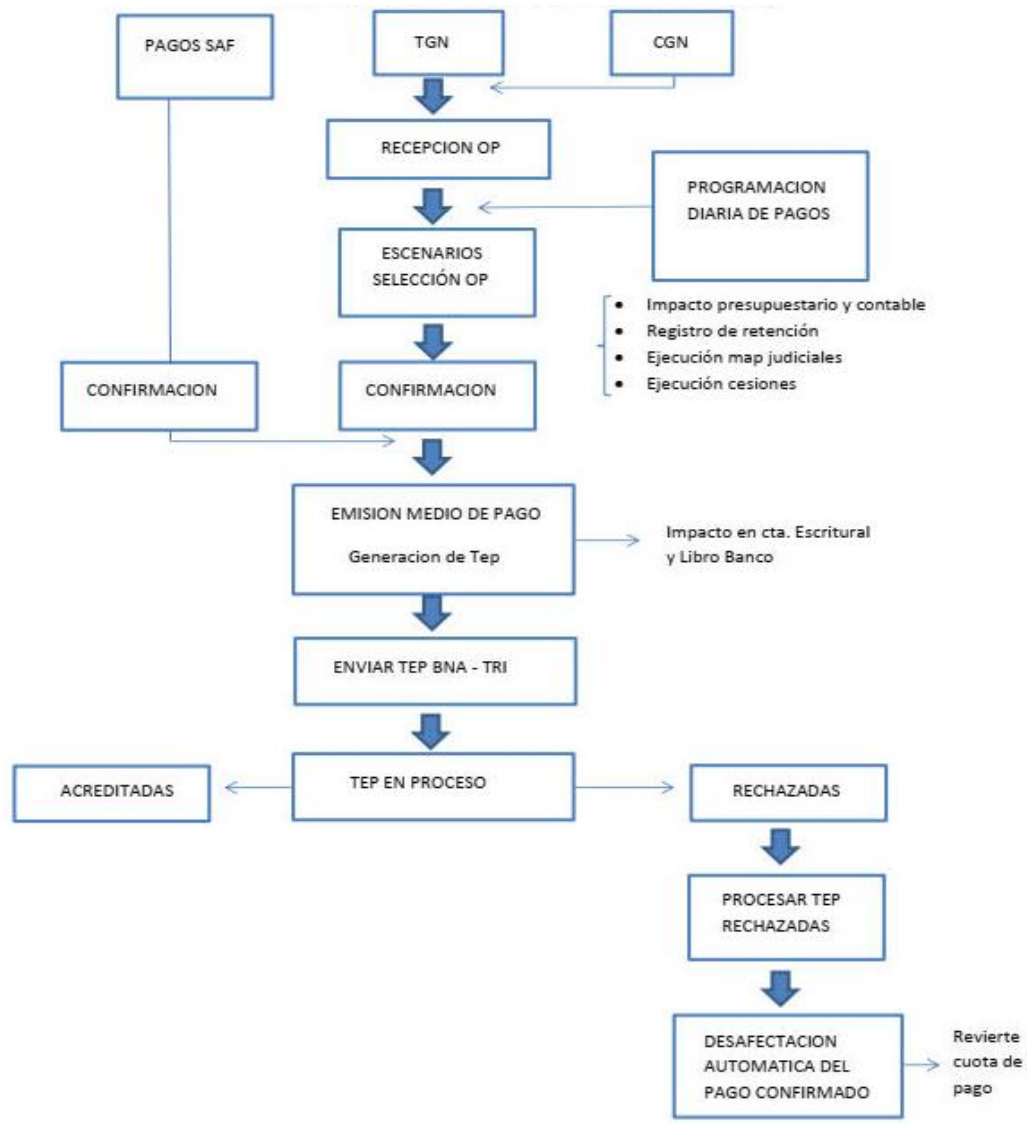 PAGOS SAF
TGN
CGN
RECEPCION OP
PROGRAMACION
DIARIA DE PAGOS
ESCENARIOS
SELECCIÓN OP
• Impacto presupuestario y contable
• Registro de retención
• Ejecución map judiciales
• Ejecución cesiones
CONFIRMACION
CONFIRMACION
EMISION MEDIO DE PAGO
Generacion de Tep
Impacto en cta. Escritural
y Libro Banco
ENVIAR TEP BNA - TRI
ACREDITADAS
TEP EN PROCESO
RECHAZADAS
PROCESAR TEP
RECHAZADAS
DESAFECTACION
AUTOMATICA DEL
PAGO CONFIRMADO
Revierte
cuota de
pago